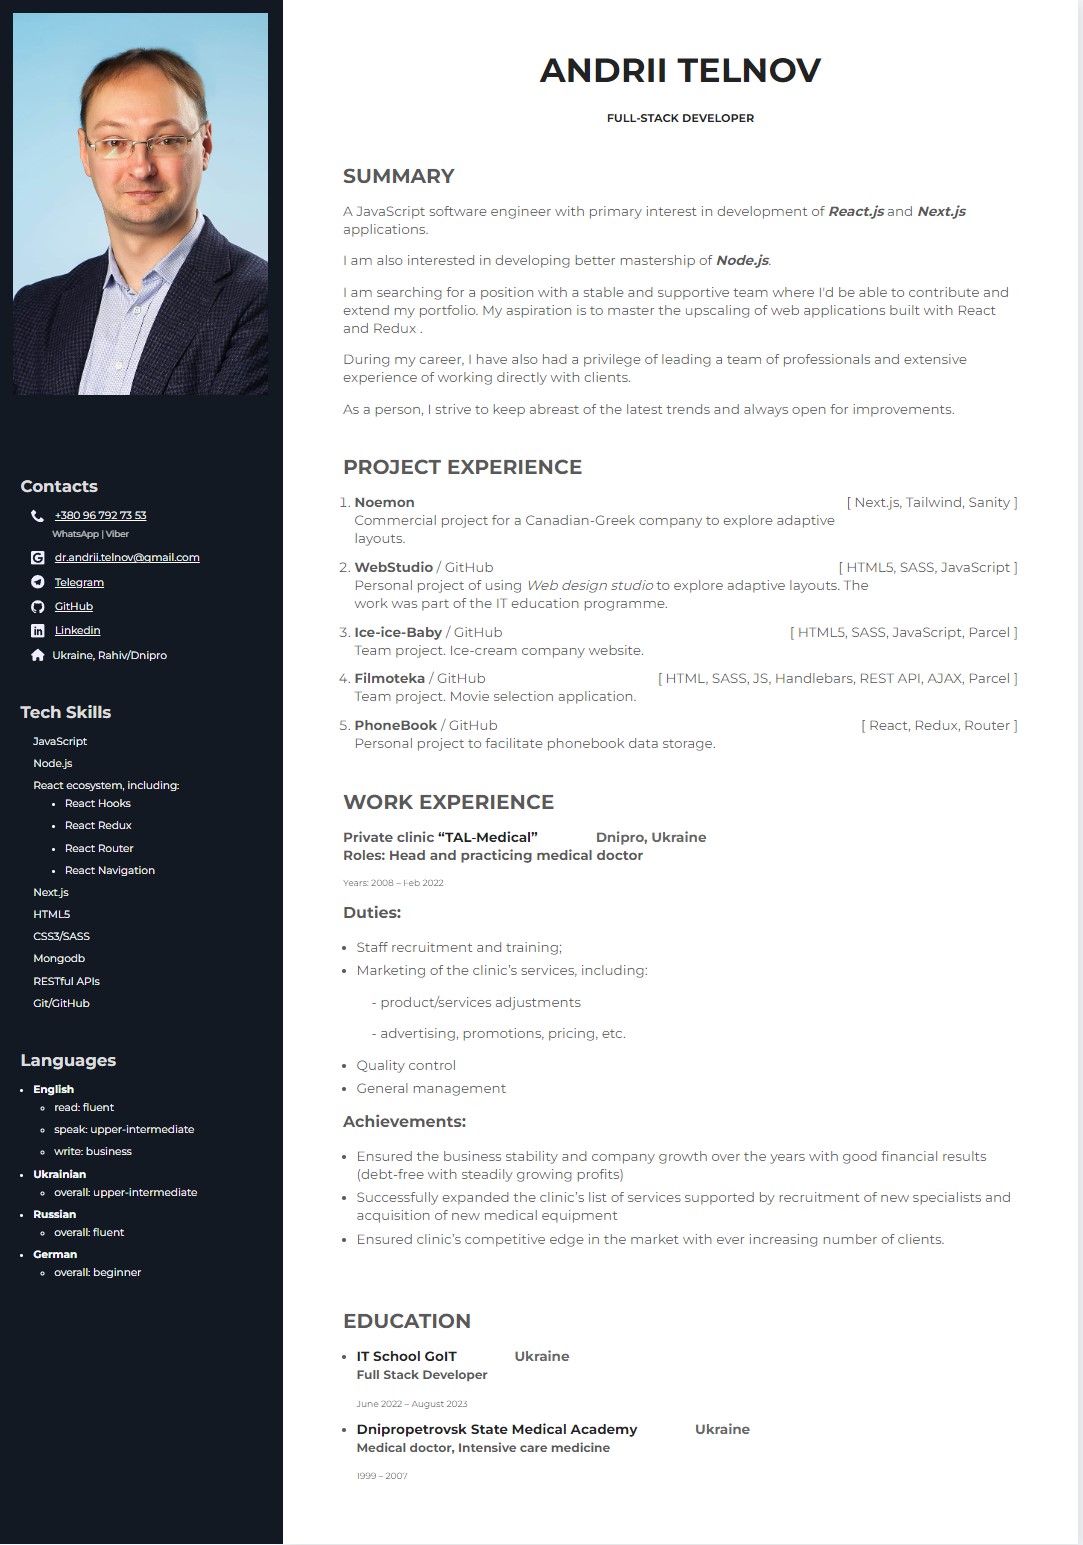 ANDRII TELNOV
FULL-STACK DEVELOPER
Contacts
+380 96 792 73 53
WhatsApp | Viber
dr.andrii.telnov@gmail.com
Telegram
GitHub
Linkedin
Ukraine, Rahiv/Dnipro
Tech Skills
JavaScript
Node.js
React ecosystem, including:
• React Hooks
• React Redux
• React Router
• React Navigation
Next.js
HTML5
CSS3/SASS
Mongodb
RESTful APIs
Git/GitHub
Languages
• English
◦ read: fluent
◦ speak: upper-intermediate
◦ write: business
• Ukrainian
◦ overall: upper-intermediate
• Russian
◦ overall: fluent
• German
◦ overall: beginner
SUMMARY
A JavaScript software engineer with primary interest in development of React.js and Next.js
applications.
I am also interested in developing better mastership of Node.js.
I am searching for a position with a stable and supportive team where I'd be able to contribute and
extend my portfolio. My aspiration is to master the upscaling of web applications built with React
and Redux .
During my career, I have also had a privilege of leading a team of professionals and extensive
experience of working directly with clients.
As a person, I strive to keep abreast of the latest trends and always open for improvements.
PROJECT EXPERIENCE
1. Noemon [ Next.js, Tailwind, Sanity ]
Commercial project for a Canadian-Greek company to explore adaptive
layouts.
2. WebStudio / GitHub [ HTML5, SASS, JavaScript ]
Personal project of using Web design studio to explore adaptive layouts. The
work was part of the IT education programme.
3. Ice-ice-Baby / GitHub [ HTML5, SASS, JavaScript, Parcel ]
Team project. Ice-cream company website.
4. Filmoteka / GitHub [ HTML, SASS, JS, Handlebars, REST API, AJAX, Parcel ]
Team project. Movie selection application.
5. PhoneBook / GitHub [ React, Redux, Router ]
Personal project to facilitate phonebook data storage.
WORK EXPERIENCE
Private clinic “TAL-Medical” Dnipro, Ukraine
Roles: Head and practicing medical doctor
Years: 2008 – Feb 2022
Duties:
• Staff recruitment and training;
• Marketing of the clinic’s services, including:
- product/services adjustments
- advertising, promotions, pricing, etc.
• Quality control
• General management
Achievements:
• Ensured the business stability and company growth over the years with good financial results
(debt-free with steadily growing profits)
• Successfully expanded the clinic’s list of services supported by recruitment of new specialists and
acquisition of new medical equipment
• Ensured clinic’s competitive edge in the market with ever increasing number of clients.
EDUCATION
• IT School GoIT Ukraine
Full Stack Developer
June 2022 – August 2023
• Dnipropetrovsk State Medical Academy Ukraine
Medical doctor, Intensive care medicine
1999 – 2007